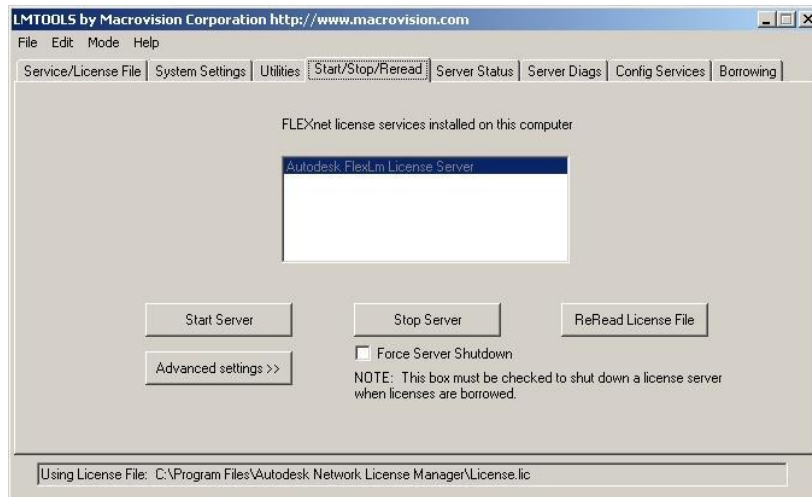 LMTOOLS by Macrovision Corporation http://www.macrovision.com
File Edit Mode Help
Service/License File System Settings Utilities Start/Stop/Reread Server Status Server Diags Config Services Borrowing
FLEXnet license services installed on this computer
Autodesk FlexLm License Server
Start Server Stop Server ReRead License File
Force Server Shutdown
Advanced settings >>
NOTE: This box must be checked to shut down a license server
when licenses are borrowed.
Using License File: C:\Program Files\Autodesk Network License Manager\License.lic